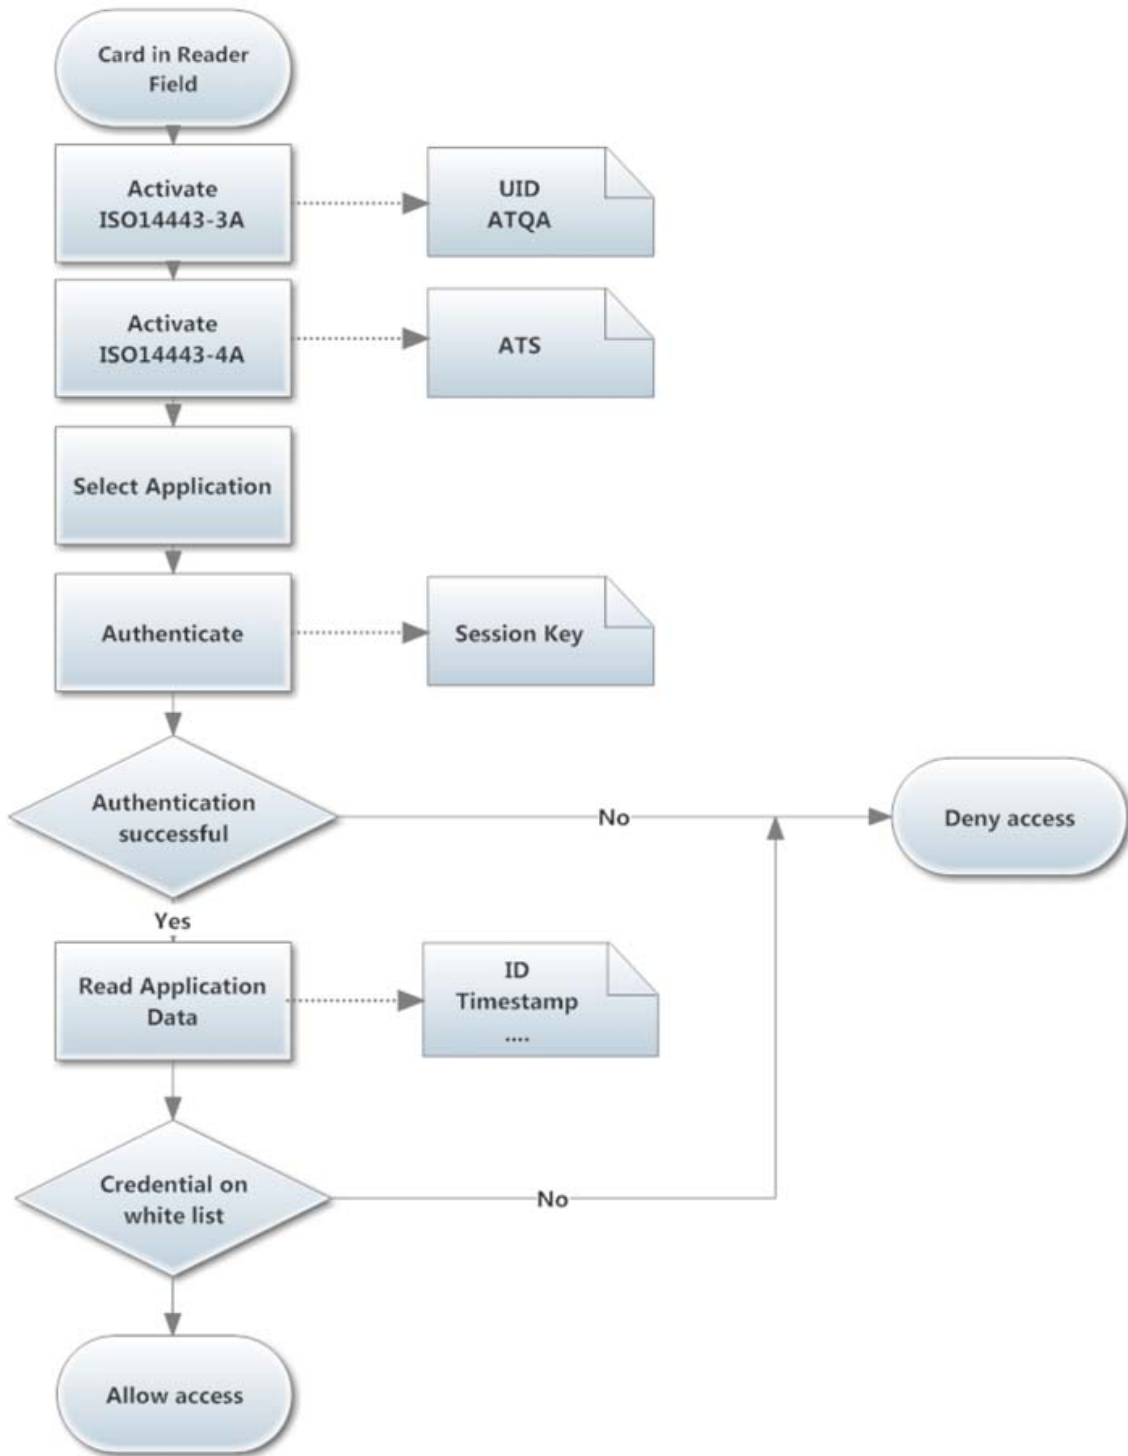 Card in Reader
Field
Activate
ISO14443-3A
UID
ATQA
Activate
ISO14443-4A
ATS
Select Application
Authenticate
Session Key
Authentication
successful
No
Deny access
Yes
Read Application
Data
ID
Timestamp
....
Credential on
white list
No
Allow access